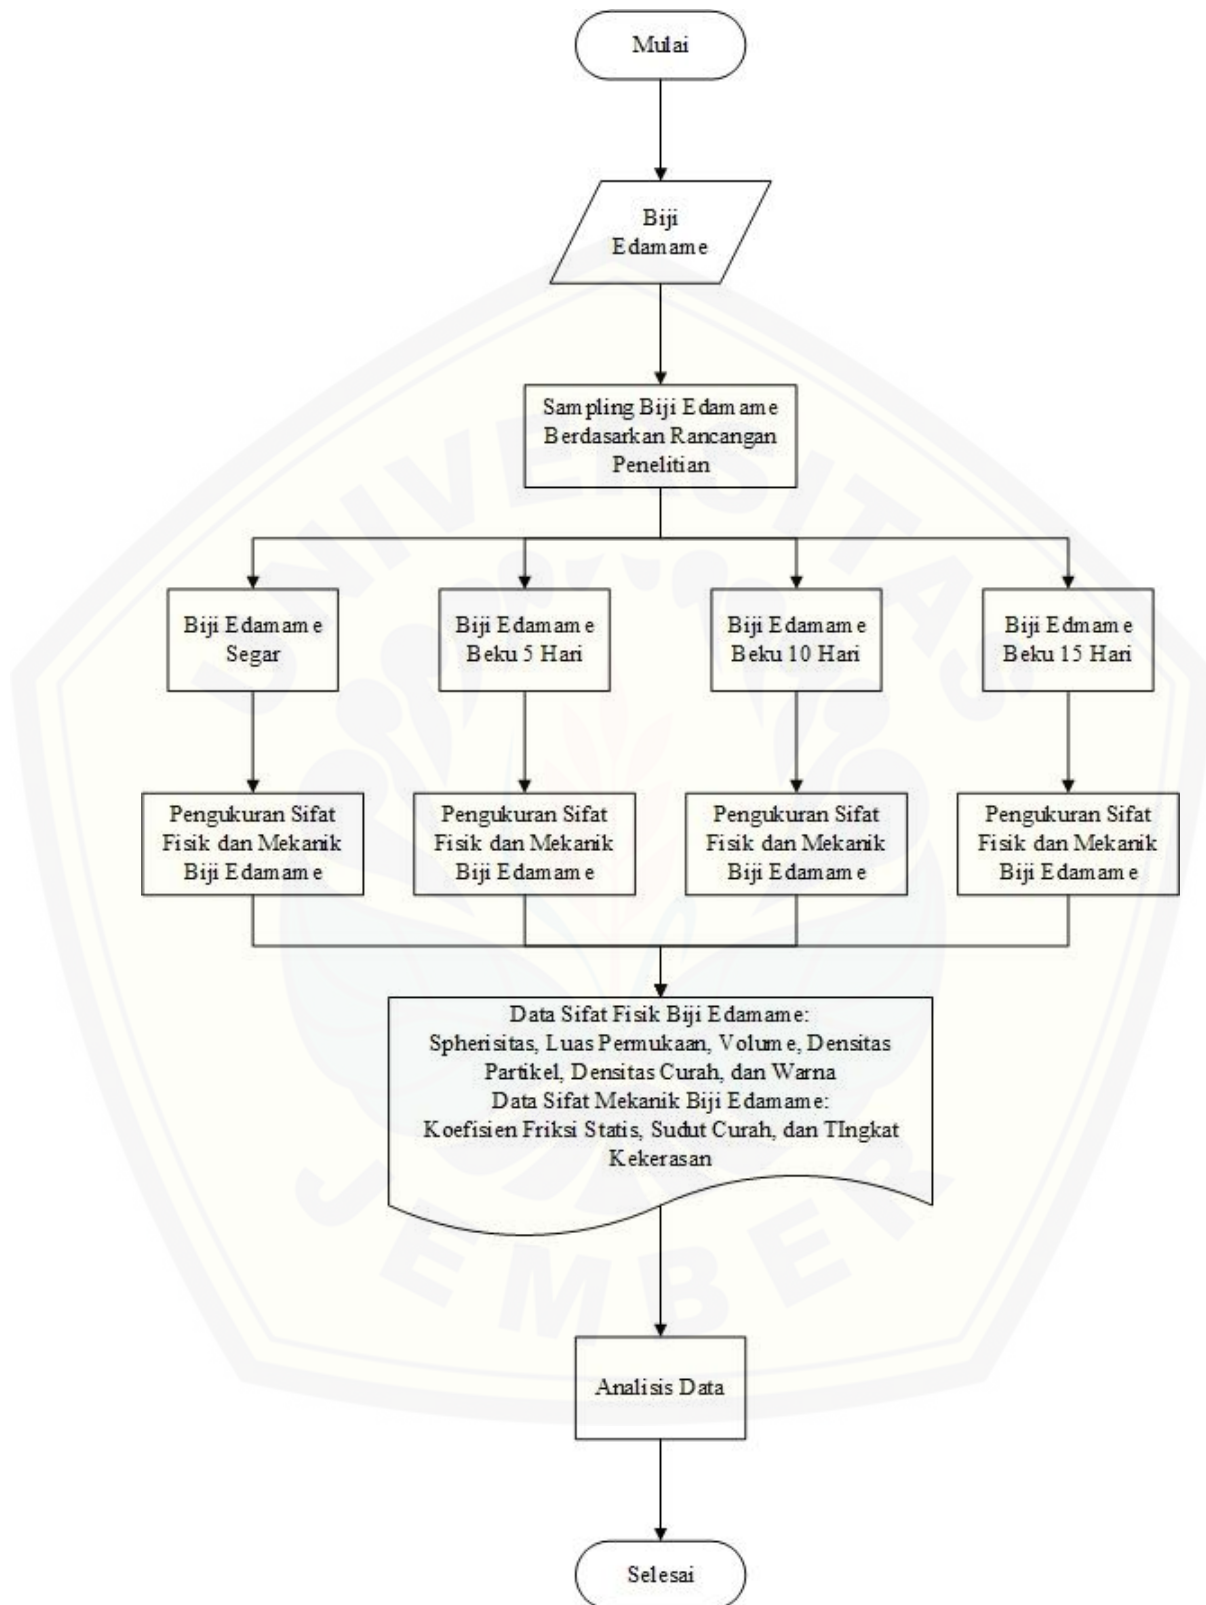 Mulai
Biji
Edamame
Sampling Biji Edamame
Berdasarkan Rancangan
Penelitian
Biji Edamame
Segar
Biji Edamame
Beku 5 Hari
Biji Edamame
Beku 10 Hari
Biji Edmame
Beku 15 Hari
Pengukuran Sifat
Fisik dan Mekanik
Biji Edamame
Pengukuran Sifat
Fisik dan Mekanik
Biji Edamame
Pengukuran Sifat
Fisik dan Mekanik
Biji Edamame
Pengukuran Sifat
Fisik dan Mekanik
Biji Edamame
Data Sifat Fisik Biji Edamame:
Spherisitas, Luas Permukaan, Volume, Densitas
Partikel, Densitas Curah, dan Warna
Data Sifat Mekanik Biji Edamame:
Koefisien Friksi Statis, Sudut Curah, dan TIngkat
Kekerasan
Analisis Data
Selesai
UNIVERSITAS
JEMBER